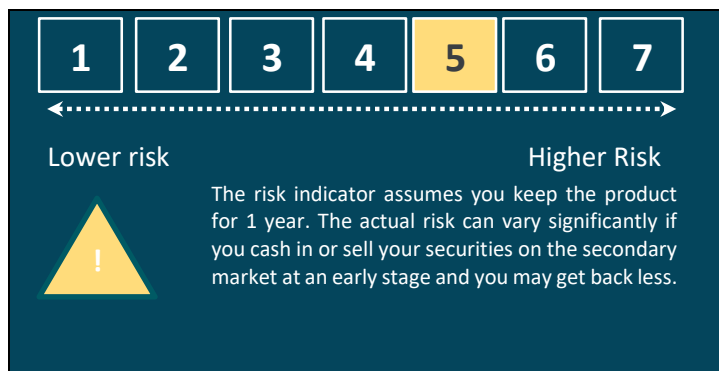 1 2 3 4 5 6 7
Lower risk Higher Risk
The risk indicator assumes you keep the product
for 1 year. The actual risk can vary significantly if
you cash in or sell your securities on the secondary
market at an early stage and you may get back less.
!